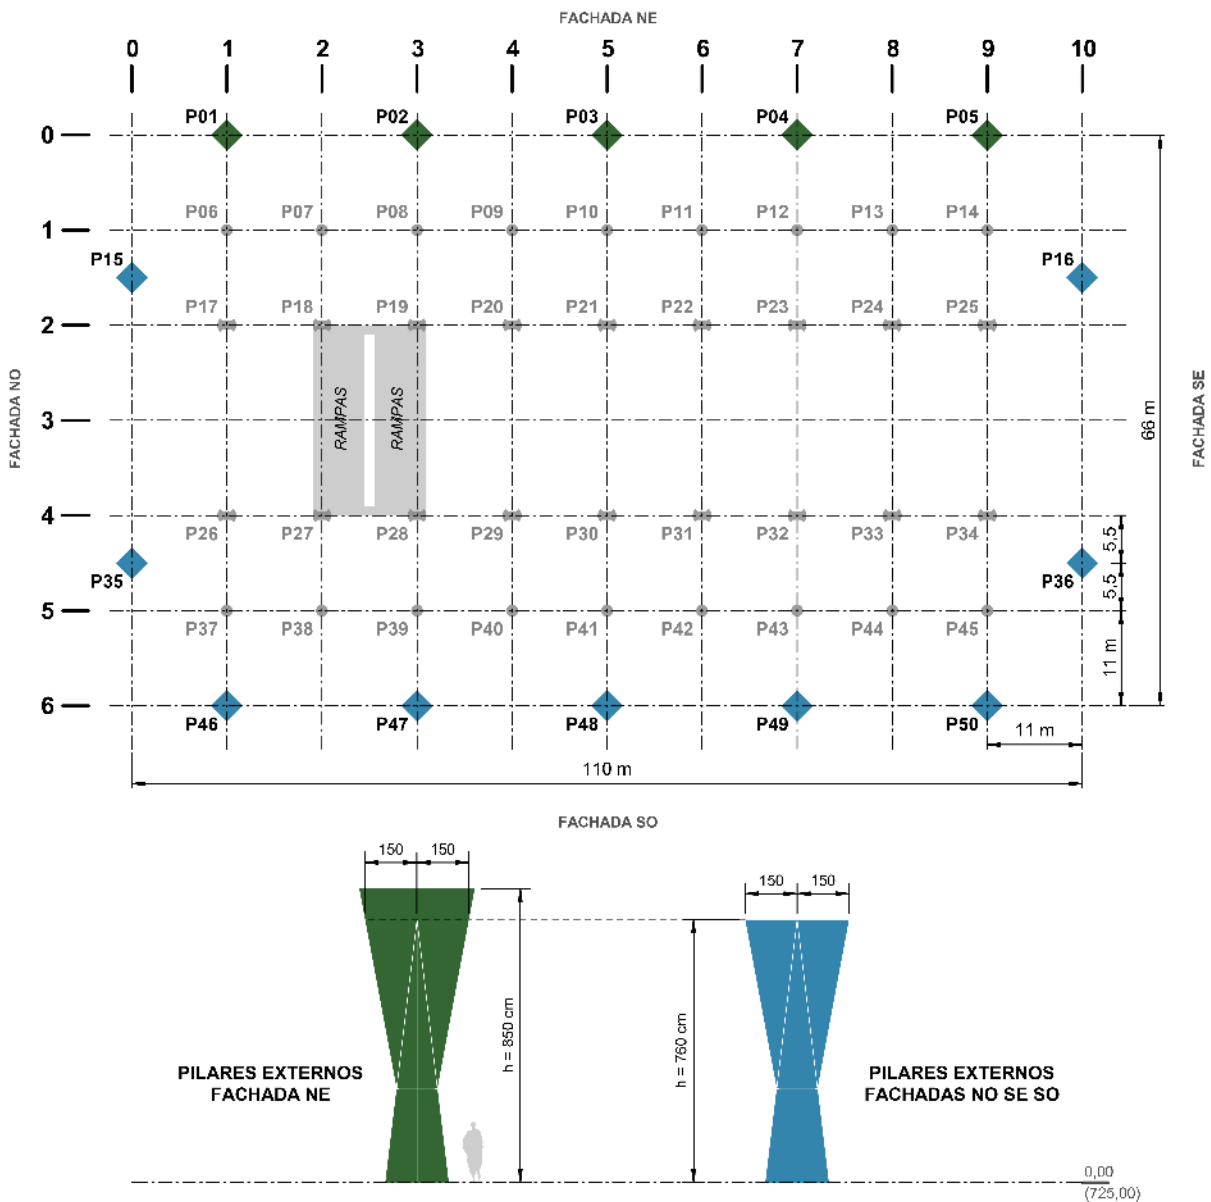 FACHADA NE
0 1 2 3 4 5 6 7 8 9 10
P01 P02 P03 P04 P05
0
P06 P07 P08 P09 P10 P11 P12 P13 P14
1
P15 P16
P17 P18 P19 P20 P21 P22 P23 P24 P25
2
RAMPAS RAMPAS
FACHADA NO
3
66 m
FACHADA SE
4
P26 P27 P28 P29 P30 P31 P32 P33 P34
5,5
P35 P36
5,5
5
P37 P38 P39 P40 P41 P42 P43 P44 P45
11 m
6
P46 P47 P48 P49 P50
11 m
110 m
FACHADA SO
150 150
150 150
h = 850 cm
h = 760 cm
PILARES EXTERNOS
FACHADA NE
PILARES EXTERNOS
FACHADAS NO SE SO
0,00
(725,00)